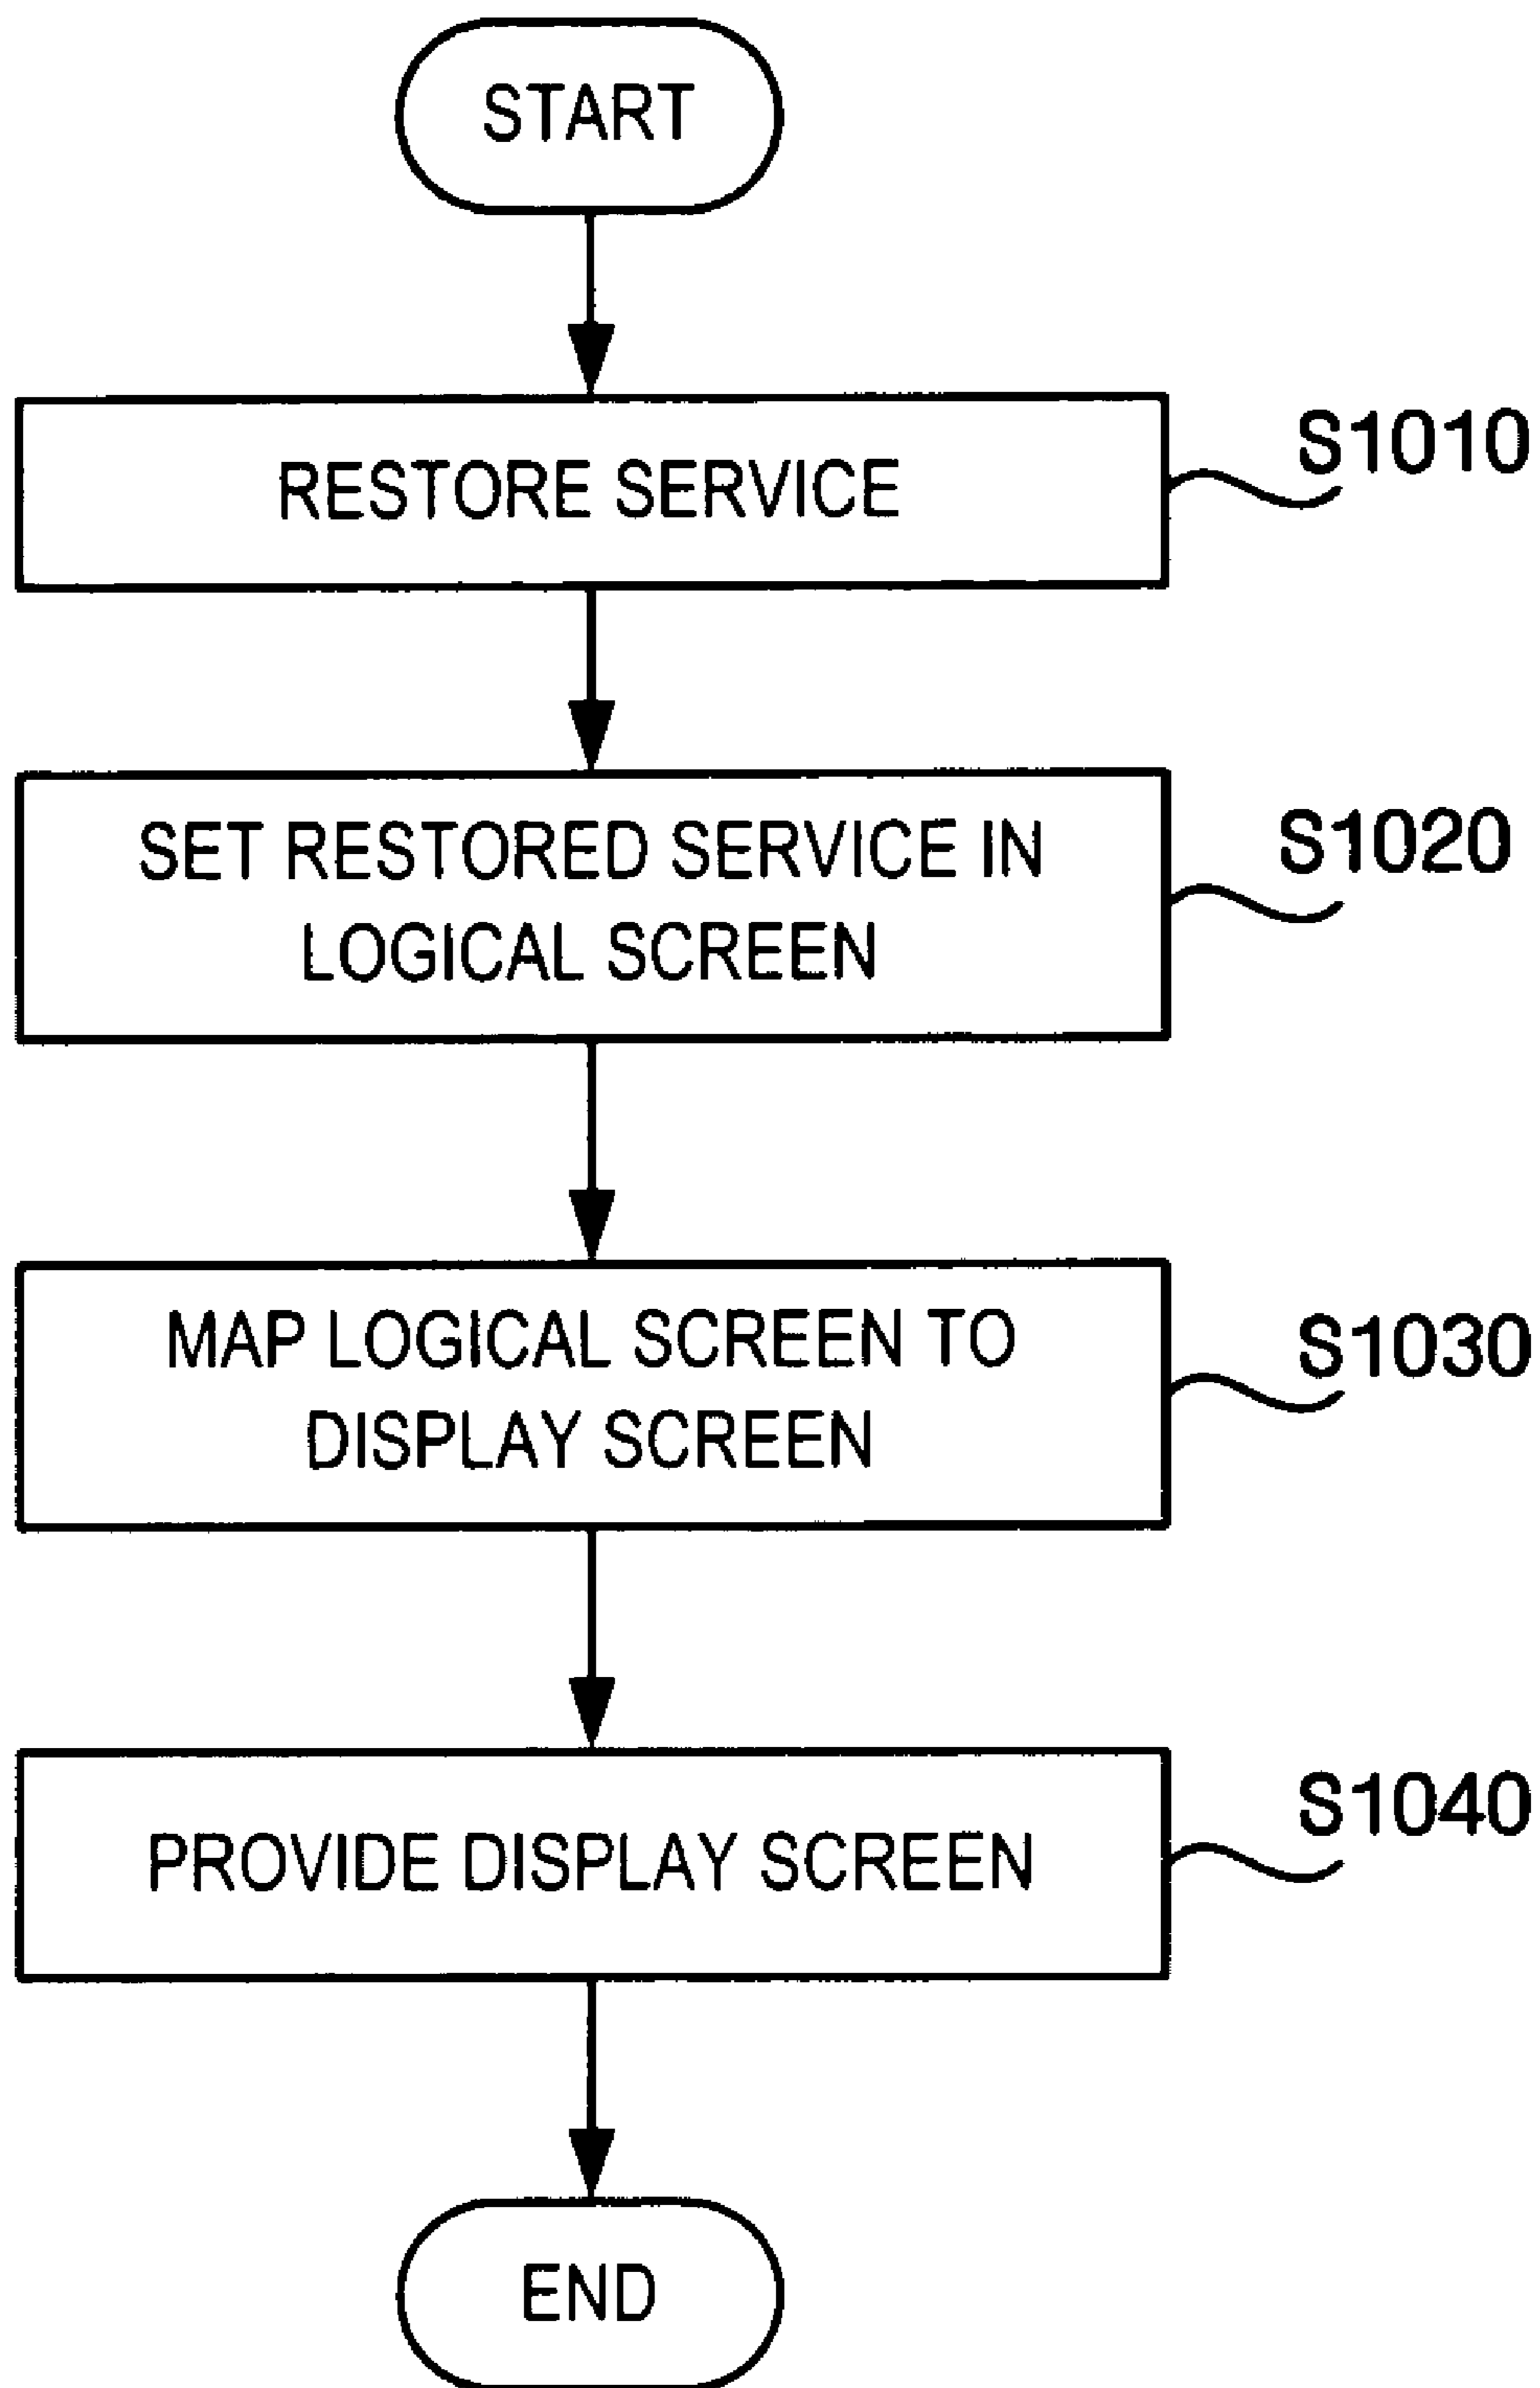 START
RESTORE SERVICE
S1010
SET RESTORED SERVICE IN
LOGICAL SCREEN
S1020
MAP LOGICAL SCREEN TO
DISPLAY SCREEN
S1030
PROVIDE DISPLAY SCREEN
S1040
END